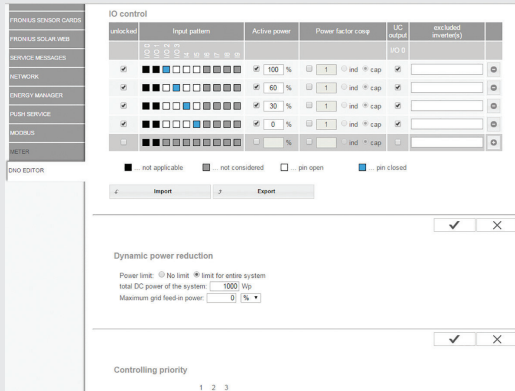 FRONIUS SENSOR CARDS
FRONIUS SOLAR.WEB
SERVICE MESSAGES
NETWORK
ENERGY MANAGER
PUSH SERVICE
MODBUS
METER
DNO EDITOR
IO control
unlocked Input pattern Active power Power factor cosφ UC output excluded inverter(s)
I/O 0
100 % 1 ind cap
60 % 1 ind cap
30 % 1 ind cap
0 % 1 ind cap
% ind cap
... not applicable ... not considered ... pin open ... pin closed
Import Export
Dynamic power reduction
Power limit: No limit limit for entire system
total DC power of the system: 1000 Wp
Maximum grid feed-in power: 0 %
Controlling priority
1 2 3